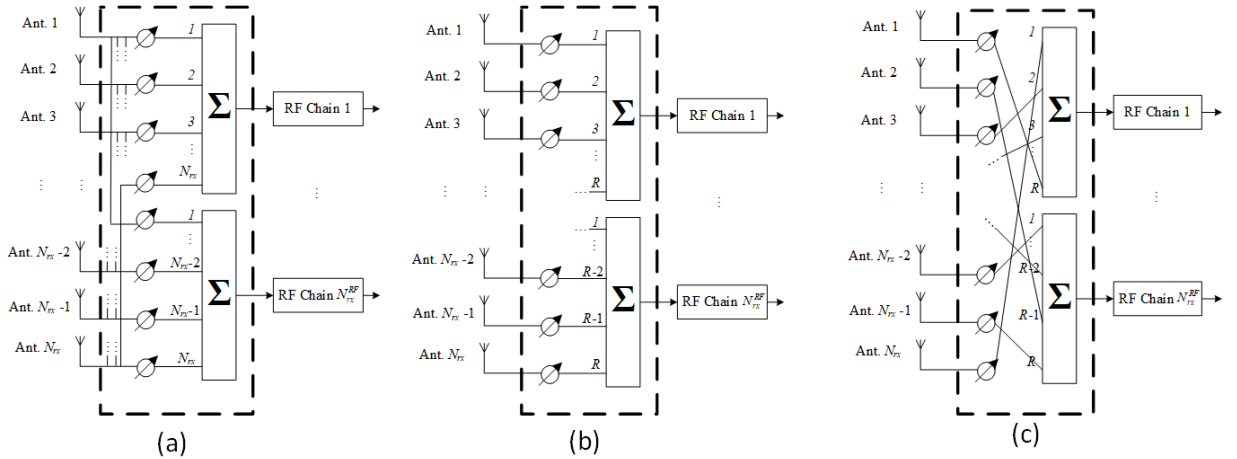 Ant. 1
1
Ant. 2
2
Ant. 3
3
Σ
RF Chain 1
N_rx
1
Ant. N_rx -2
N_rx-2
Ant. N_rx -1
N_rx-1
Σ
RF Chain N_rx^RF
Ant. N_rx
N_rx
(a)
Ant. 1
1
Ant. 2
2
Ant. 3
3
Σ
RF Chain 1
R
1
Ant. N_rx -2
R-2
Ant. N_rx -1
R-1
Σ
RF Chain N_rx^RF
Ant. N_rx
R
(b)
Ant. 1
1
Ant. 2
2
Ant. 3
3
Σ
RF Chain 1
R
1
Ant. N_rx -2
R-2
Ant. N_rx -1
R-1
Σ
RF Chain N_rx^RF
Ant. N_rx
R
(c)